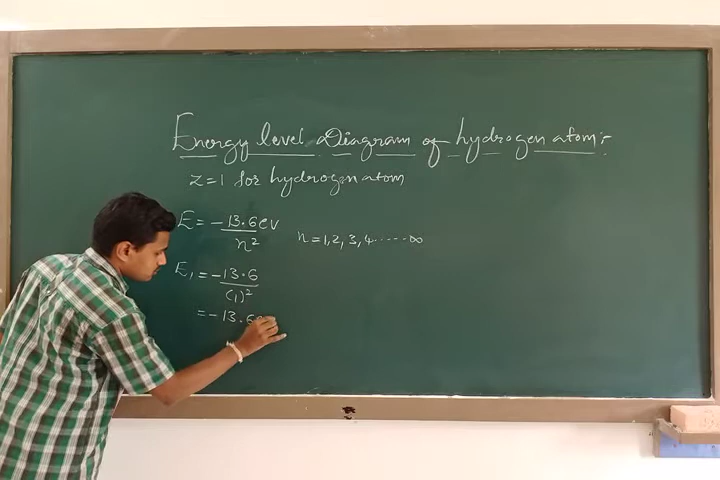 Energy level Diagram of hydrogen atom:-
Z=1 for hydrogen atom
E = -13.6 ev
n²
n = 1, 2, 3, 4 ...... ∞
E₁ = -13.6
(1)²
= -13.6